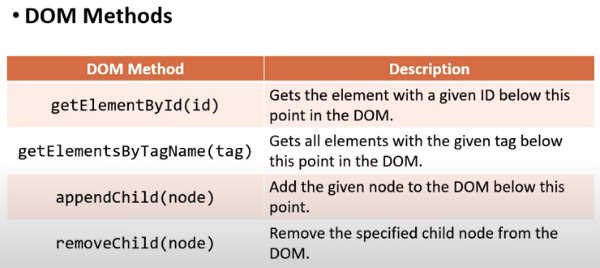 • DOM Methods
DOM Method Description
getElementById(id) Gets the element with a given ID below this
point in the DOM.
getElementsByTagName(tag) Gets all elements with the given tag below
this point in the DOM.
appendChild(node) Add the given node to the DOM below this
point.
removeChild(node) Remove the specified child node from the
DOM.